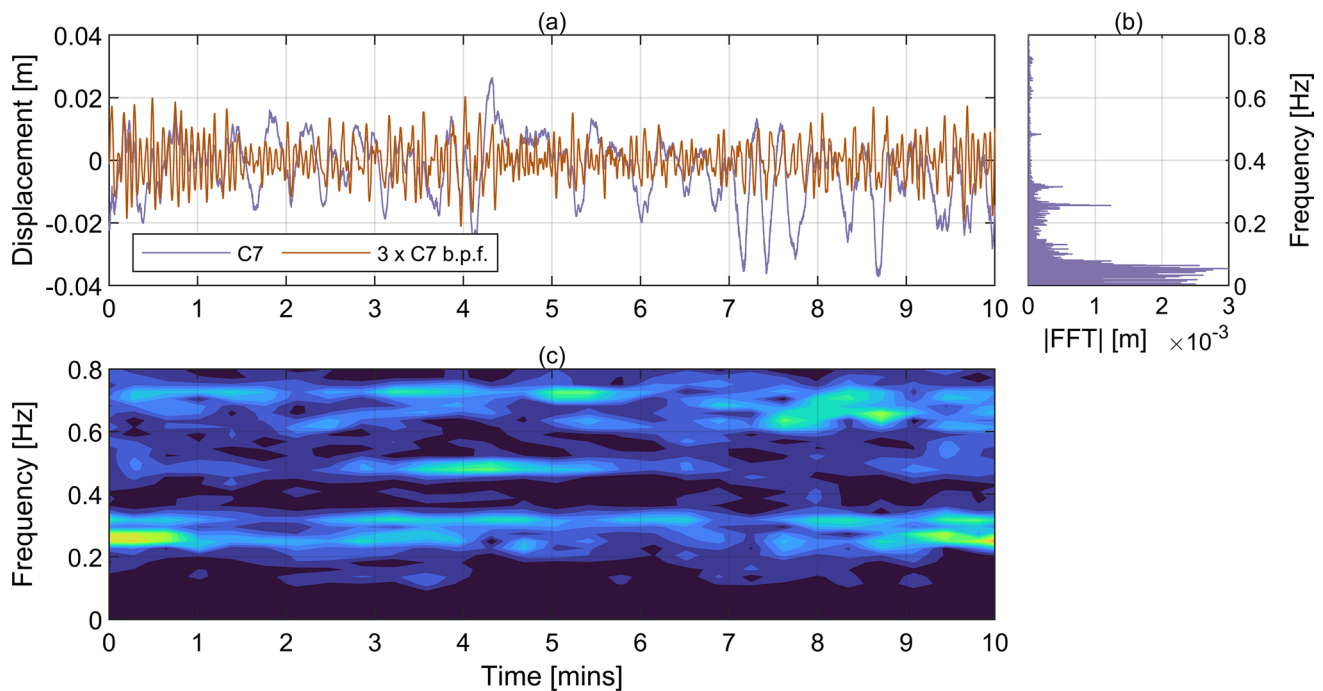 (a)
Displacement [m]
0.04
0.02
0
-0.02
-0.04
C7
3 x C7 b.p.f.
0 1 2 3 4 5 6 7 8 9 10
(b)
0.8
0.6
0.4
0.2
0
Frequency [Hz]
0 1 2 3
|FFT| [m] ×10-3
(c)
Frequency [Hz]
0.8
0.6
0.4
0.2
0
0 1 2 3 4 5 6 7 8 9 10
Time [mins]